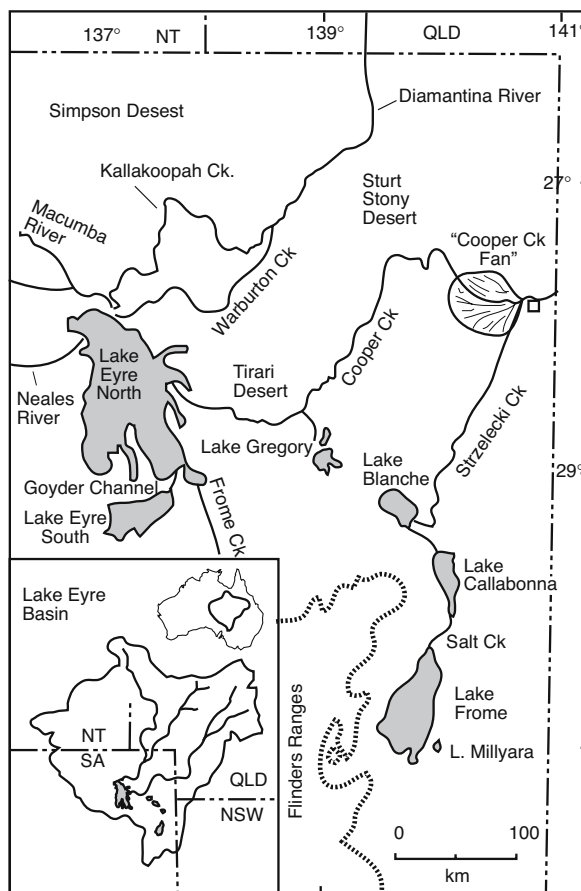 137°
NT
139°
QLD
141°
Simpson Desest
Diamantina River
Kallakoopah Ck.
Sturt
Stony
Desert
27°
Macumba
River
"Cooper Ck
Fan"
Warburton Ck
Cooper Ck
Lake
Eyre
North
Tirari
Desert
Neales
River
Strzelecki Ck
Lake Gregory
Lake
Blanche
29°
Goyder Channel
Lake Eyre
South
Frome Ck
Lake
Callabonna
Lake Eyre
Basin
Salt Ck
Lake
Frome
L. Millyara
Flinders Ranges
NT
SA
QLD
NSW
0 100
km